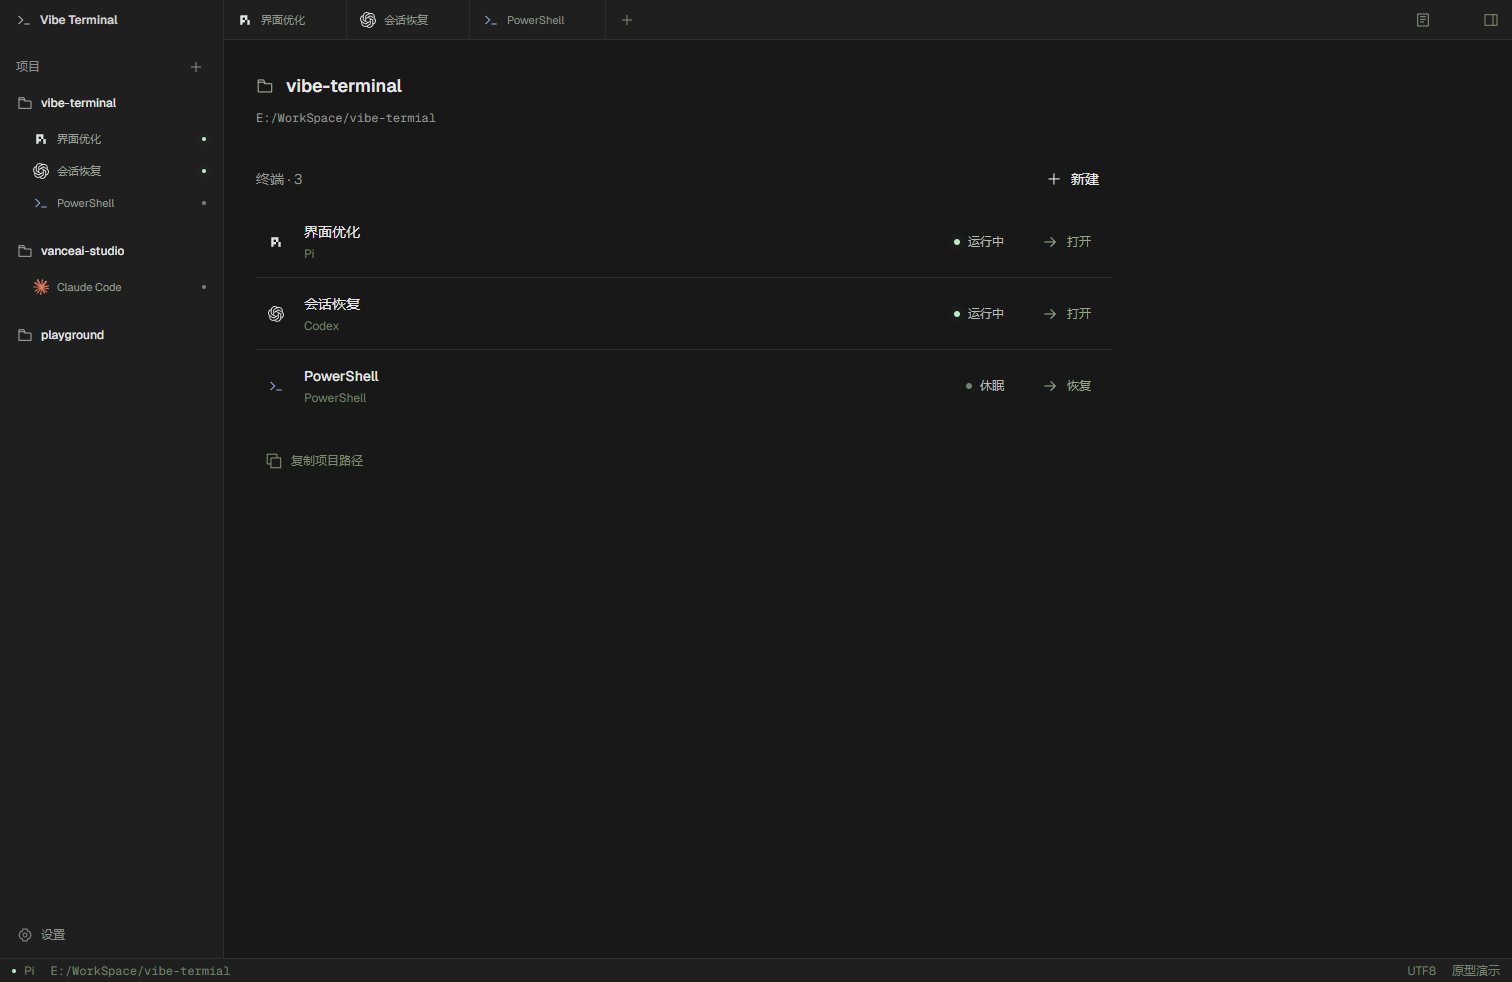 Vibe Terminal
界面优化
会话恢复
PowerShell
项目
vibe-terminal
界面优化
会话恢复
PowerShell
vanceai-studio
Claude Code
playground
设置
vibe-terminal
E:/WorkSpace/vibe-termial
终端 · 3
新建
界面优化
Pi
运行中
打开
会话恢复
Codex
运行中
打开
PowerShell
PowerShell
休眠
恢复
复制项目路径
Pi E:/WorkSpace/vibe-termial
UTF8 原型演示